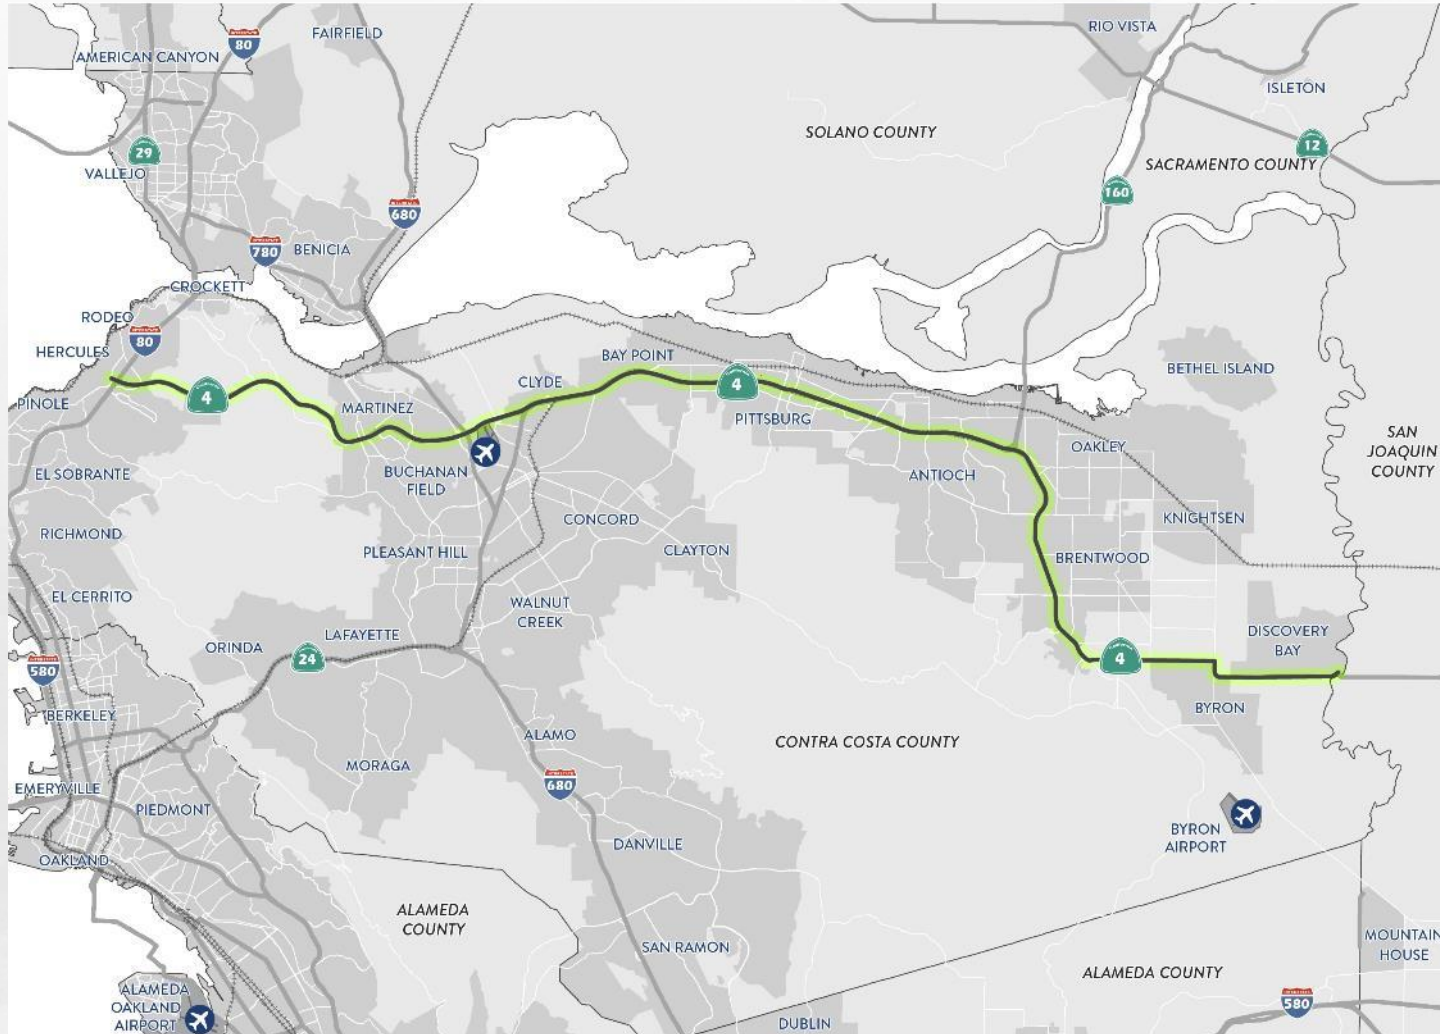 FAIRFIELD
RIO VISTA
80
AMERICAN CANYON
ISLETON
SOLANO COUNTY
12
29
SACRAMENTO COUNTY
VALLEJO
160
680
780
BENICIA
CROCKETT
RODEO
80
HERCULES
BAY POINT
BETHEL ISLAND
CLYDE
4
4
PINOLE
MARTINEZ
PITTSBURG
SAN
JOAQUIN
COUNTY
OAKLEY
EL SOBRANTE
BUCHANAN
FIELD
ANTIOCH
KNIGHTSEN
CONCORD
RICHMOND
PLEASANT HILL
CLAYTON
BRENTWOOD
EL CERRITO
WALNUT
CREEK
DISCOVERY
BAY
LAFAYETTE
ORINDA
24
4
580
BERKELEY
BYRON
ALAMO
CONTRA COSTA COUNTY
MORAGA
680
EMERYVILLE
PIEDMONT
BYRON
AIRPORT
DANVILLE
OAKLAND
ALAMEDA
COUNTY
SAN RAMON
MOUNTAIN
HOUSE
ALAMEDA COUNTY
ALAMEDA
OAKLAND
AIRPORT
580
DUBLIN